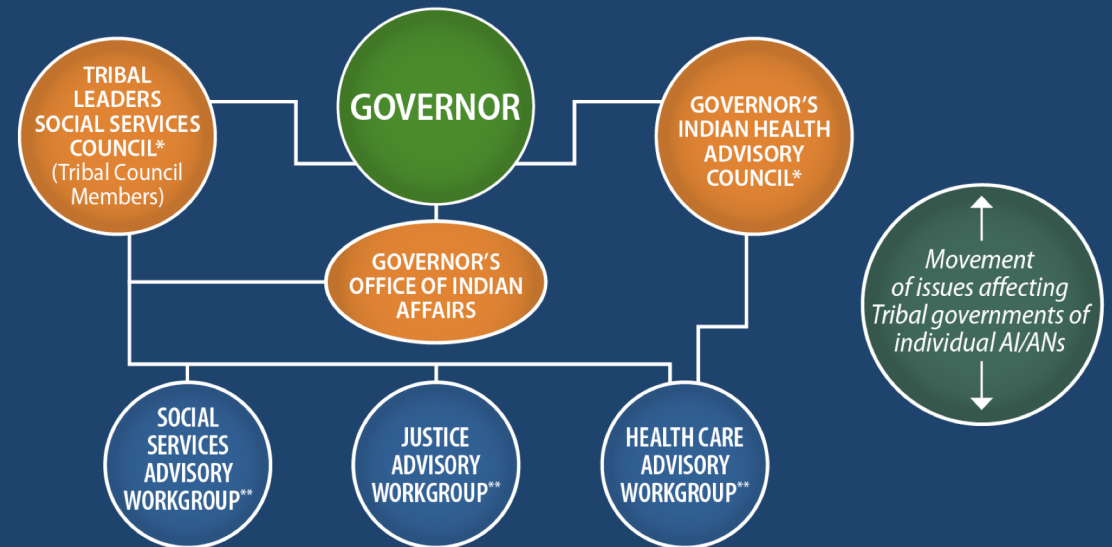 TRIBAL
LEADERS
SOCIAL SERVICES
COUNCIL*
(Tribal Council
Members)
GOVERNOR
GOVERNOR’S
INDIAN HEALTH
ADVISORY
COUNCIL*
GOVERNOR’S
OFFICE OF INDIAN
AFFAIRS
Movement
of issues affecting
Tribal governments of
individual AI/ANs
SOCIAL
SERVICES
ADVISORY
WORKGROUP**
JUSTICE
ADVISORY
WORKGROUP**
HEALTH CARE
ADVISORY
WORKGROUP**